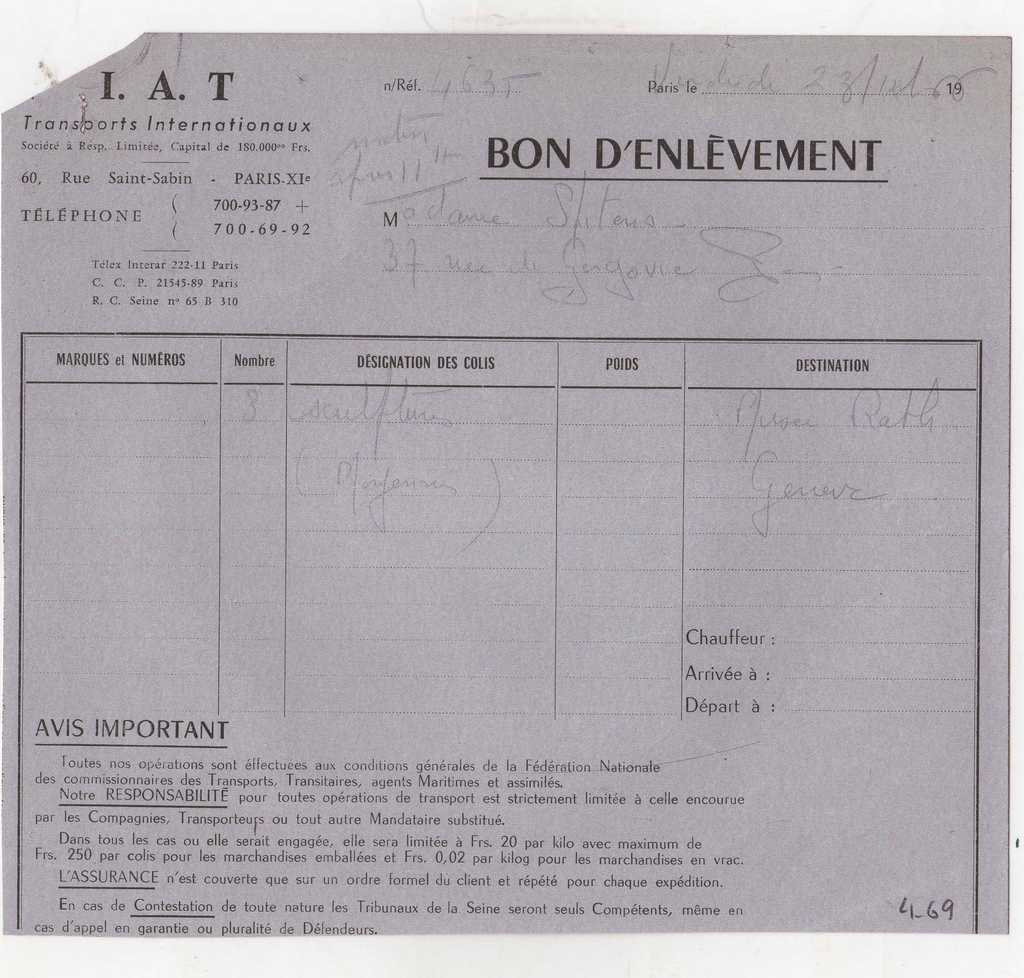 I. A. T
Transports Internationaux
Société à Resp. Limitée, Capital de 180.000⁰⁰ Frs.
60, Rue Saint-Sabin - PARIS-XIe
TÉLÉPHONE ( 700-93-87 +
( 700-69-92
Télex Interar 222-11 Paris
C. C. P. 21545-89 Paris
R. C. Seine no 65 B 310
n/Réf. 4635
Paris le Vendredi 23/ 19
matin
après 11 H
BON D'ENLÈVEMENT
Madame
37 rue de Gergovie
MARQUES et NUMÉROS Nombre DÉSIGNATION DES COLIS POIDS DESTINATION
3 sculptures Musée Rath
Geneve
Chauffeur :
Arrivée à :
Départ à :
AVIS IMPORTANT
Toutes nos opérations sont éffectuées aux conditions générales de la Fédération Nationale
des commissionnaires des Transports, Transitaires, agents Maritimes et assimilés.
Notre RESPONSABILITÉ pour toutes opérations de transport est strictement limitée à celle encourue
par les Compagnies, Transporteurs ou tout autre Mandataire substitué.
Dans tous les cas ou elle serait engagée, elle sera limitée à Frs. 20 par kilo avec maximum de
Frs. 250 par colis pour les marchandises emballées et Frs. 0,02 par kilog pour les marchandises en vrac.
L'ASSURANCE n'est couverte que sur un ordre formel du client et répété pour chaque expédition.
En cas de Contestation de toute nature les Tribunaux de la Seine seront seuls Compétents, même en
cas d'appel en garantie ou pluralité de Défendeurs.
4-69